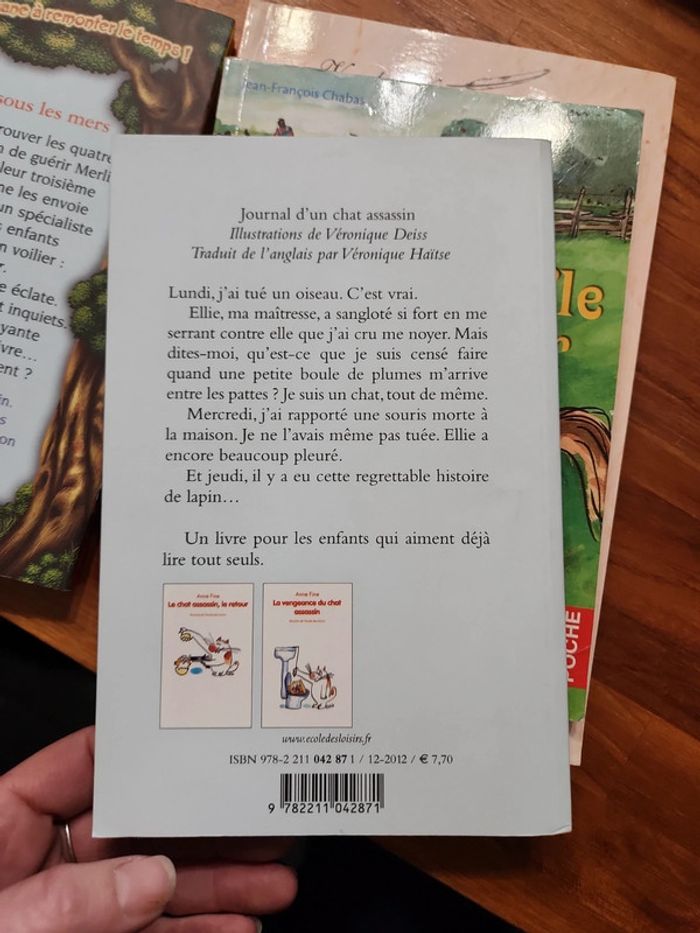 ane à remonter le temps !
sous les mers
rouver les quatre
n de guérir Merli
leur troisième
ne les envoie
un spécialiste
s enfants
n voilier :
r.
e éclate.
t inquiets.
yante
ivre...
ent ?
in.
s
on
Jean-François Chabas
fle
r
POCHE
Journal d'un chat assassin
Illustrations de Véronique Deiss
Traduit de l'anglais par Véronique Haïtse
Lundi, j'ai tué un oiseau. C'est vrai.
Ellie, ma maîtresse, a sangloté si fort en me
serrant contre elle que j'ai cru me noyer. Mais
dites-moi, qu'est-ce que je suis censé faire
quand une petite boule de plumes m'arrive
entre les pattes ? Je suis un chat, tout de même.
Mercredi, j'ai rapporté une souris morte à
la maison. Je ne l'avais même pas tuée. Ellie a
encore beaucoup pleuré.
Et jeudi, il y a eu cette regrettable histoire
de lapin...
Un livre pour les enfants qui aiment déjà
lire tout seuls.
Anne Fine
Le chat assassin, le retour
Anne Fine
La vengeance du chat
assassin
www.ecoledesloisirs.fr
ISBN 978-2 211 042 87 1 / 12-2012 / € 7,70
9 782211 042871